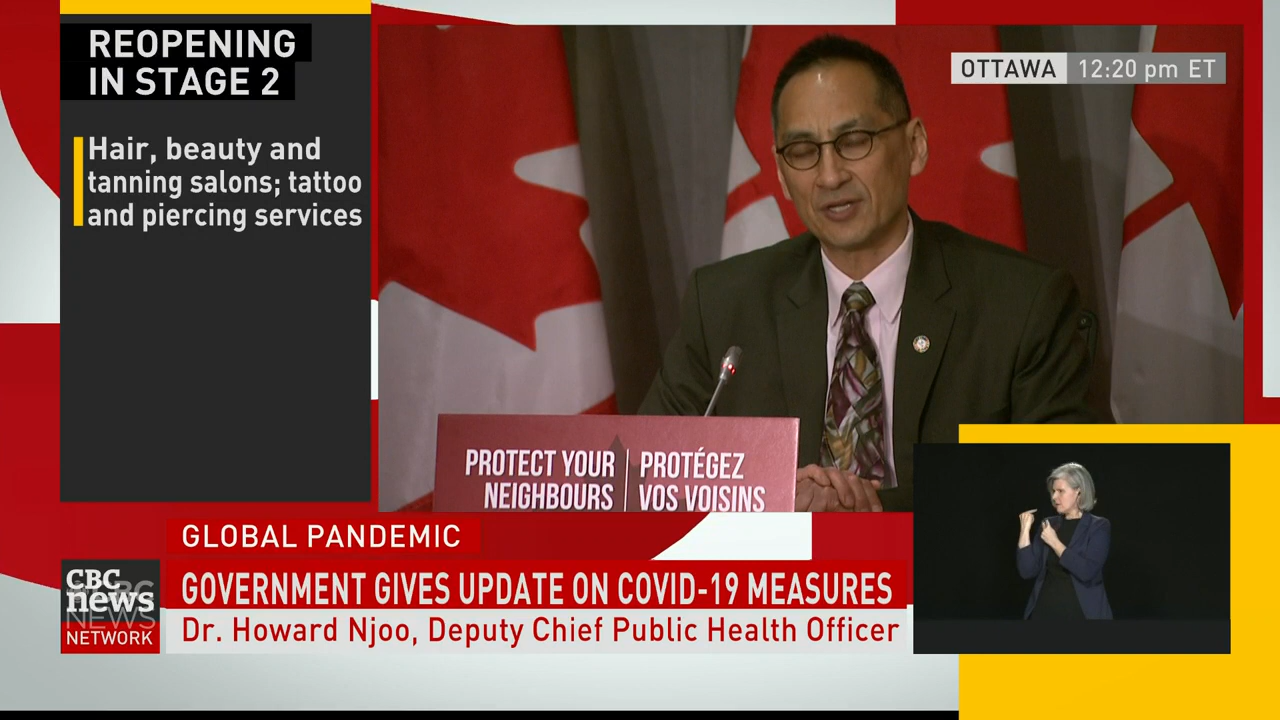 REOPENING
IN STAGE 2
Hair, beauty and
tanning salons; tattoo
and piercing services
OTTAWA 12:20 pm ET
PROTECT YOUR
NEIGHBOURS
PROTÉGEZ
VOS VOISINS
GLOBAL PANDEMIC
CBC
news
NETWORK
GOVERNMENT GIVES UPDATE ON COVID-19 MEASURES
Dr. Howard Njoo, Deputy Chief Public Health Officer